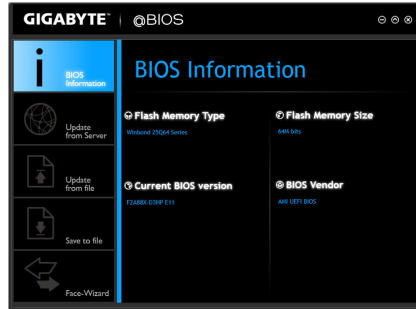 GIGABYTE™ @BIOS
BIOS
Information
BIOS Information
Update
from Server
Flash Memory Type
Winbond 25Q64 Series
Flash Memory Size
64M bits
Update
from file
Current BIOS version
F2A88X-D3HP E11
BIOS Vendor
AMI UEFI BIOS
Save to file
Face-Wizard